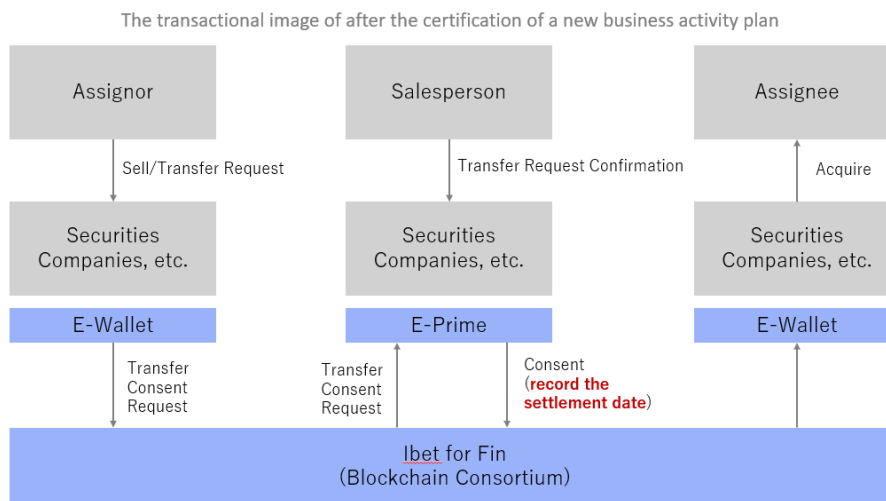 The transactional image of after the certification of a new business activity plan
Assignor
Salesperson
Assignee
Sell/Transfer Request
Transfer Request Confirmation
Acquire
Securities
Companies, etc.
Securities
Companies, etc.
Securities
Companies, etc.
E-Wallet
E-Prime
E-Wallet
Transfer
Consent
Request
Transfer
Consent
Request
Consent
(record the
settlement date)
Ibet for Fin
(Blockchain Consortium)